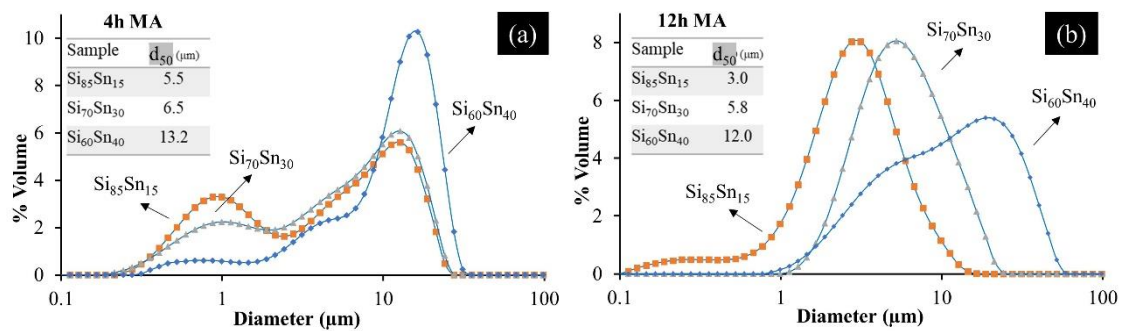 4h MA
(a)
Sample d₅₀ (μm)
Si₈₅Sn₁₅ 5.5
Si₇₀Sn₃₀ 6.5
Si₆₀Sn₄₀ 13.2
Si₈₅Sn₁₅
Si₇₀Sn₃₀
Si₆₀Sn₄₀
% Volume
10
8
6
4
2
0
0.1 1 10 100
Diameter (μm)
12h MA
(b)
Sample d₅₀ (μm)
Si₈₅Sn₁₅ 3.0
Si₇₀Sn₃₀ 5.8
Si₆₀Sn₄₀ 12.0
Si₇₀Sn₃₀
Si₆₀Sn₄₀
Si₈₅Sn₁₅
% Volume
8
6
4
2
0
0.1 1 10 100
Diameter (μm)